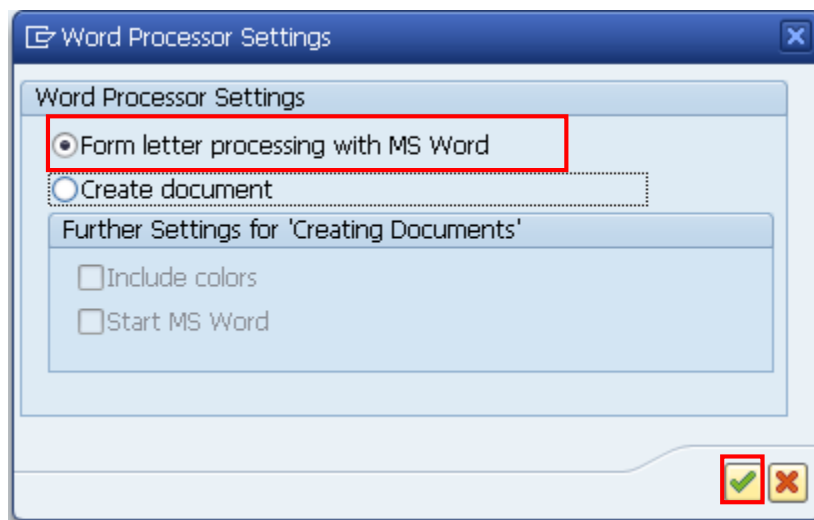 Word Processor Settings
Word Processor Settings
Form letter processing with MS Word
Create document
Further Settings for 'Creating Documents'
Include colors
Start MS Word